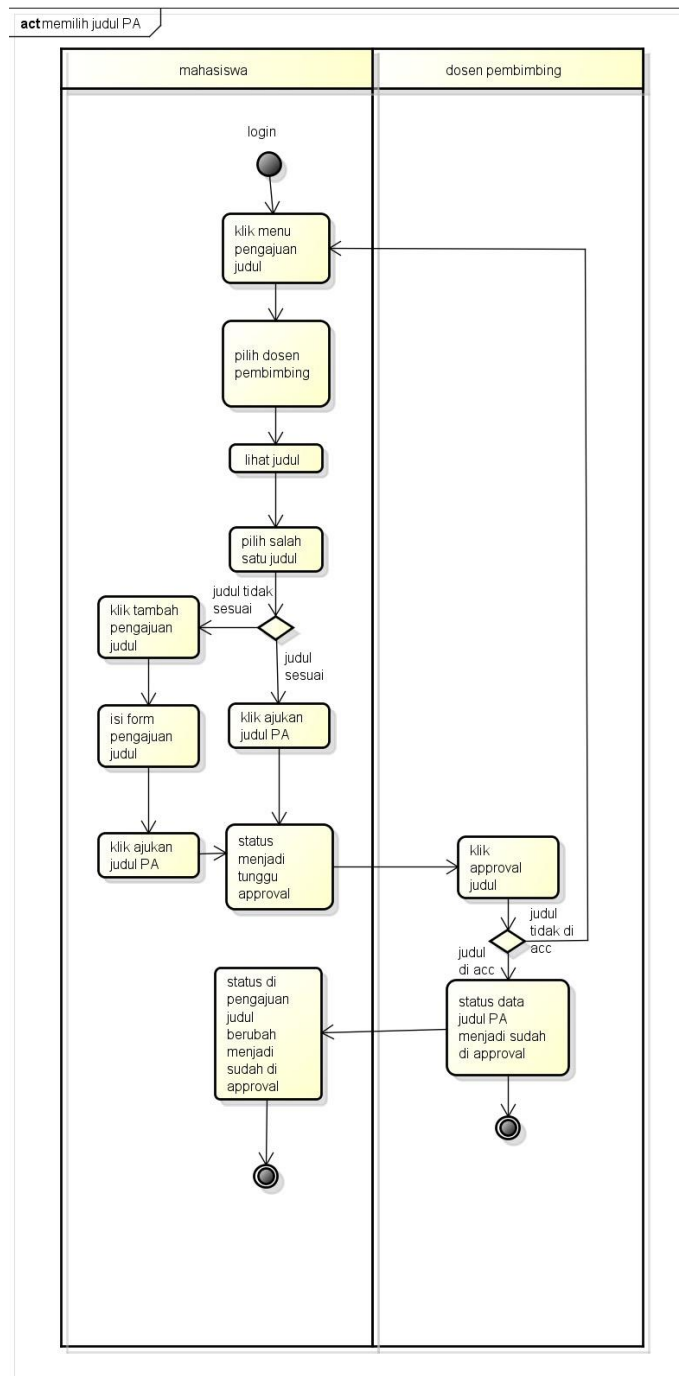 act memilih judul PA
mahasiswa
dosen pembimbing
login
klik menu
pengajuan
judul
pilih dosen
pembimbing
lihat judul
pilih salah
satu judul
judul tidak
sesuai
klik tambah
pengajuan
judul
judul
sesuai
isi form
pengajuan
judul
klik ajukan
judul PA
klik ajukan
judul PA
status
menjadi
tunggu
approval
klik
approval
judul
judul
tidak di
acc
judul
di acc
status di
pengajuan
judul
berubah
menjadi
sudah di
approval
status data
judul PA
menjadi sudah
di approval